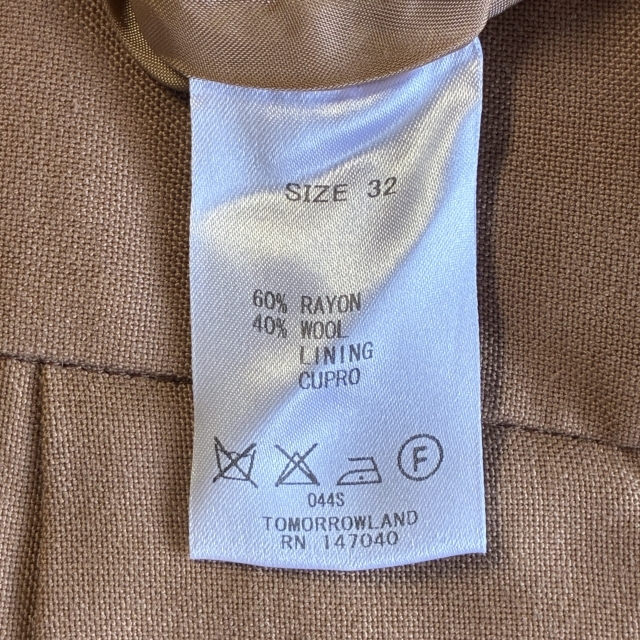 SIZE 32
60% RAYON
40% WOOL
LINING
CUPRO
F
044S
TOMORROWLAND
RN 147040